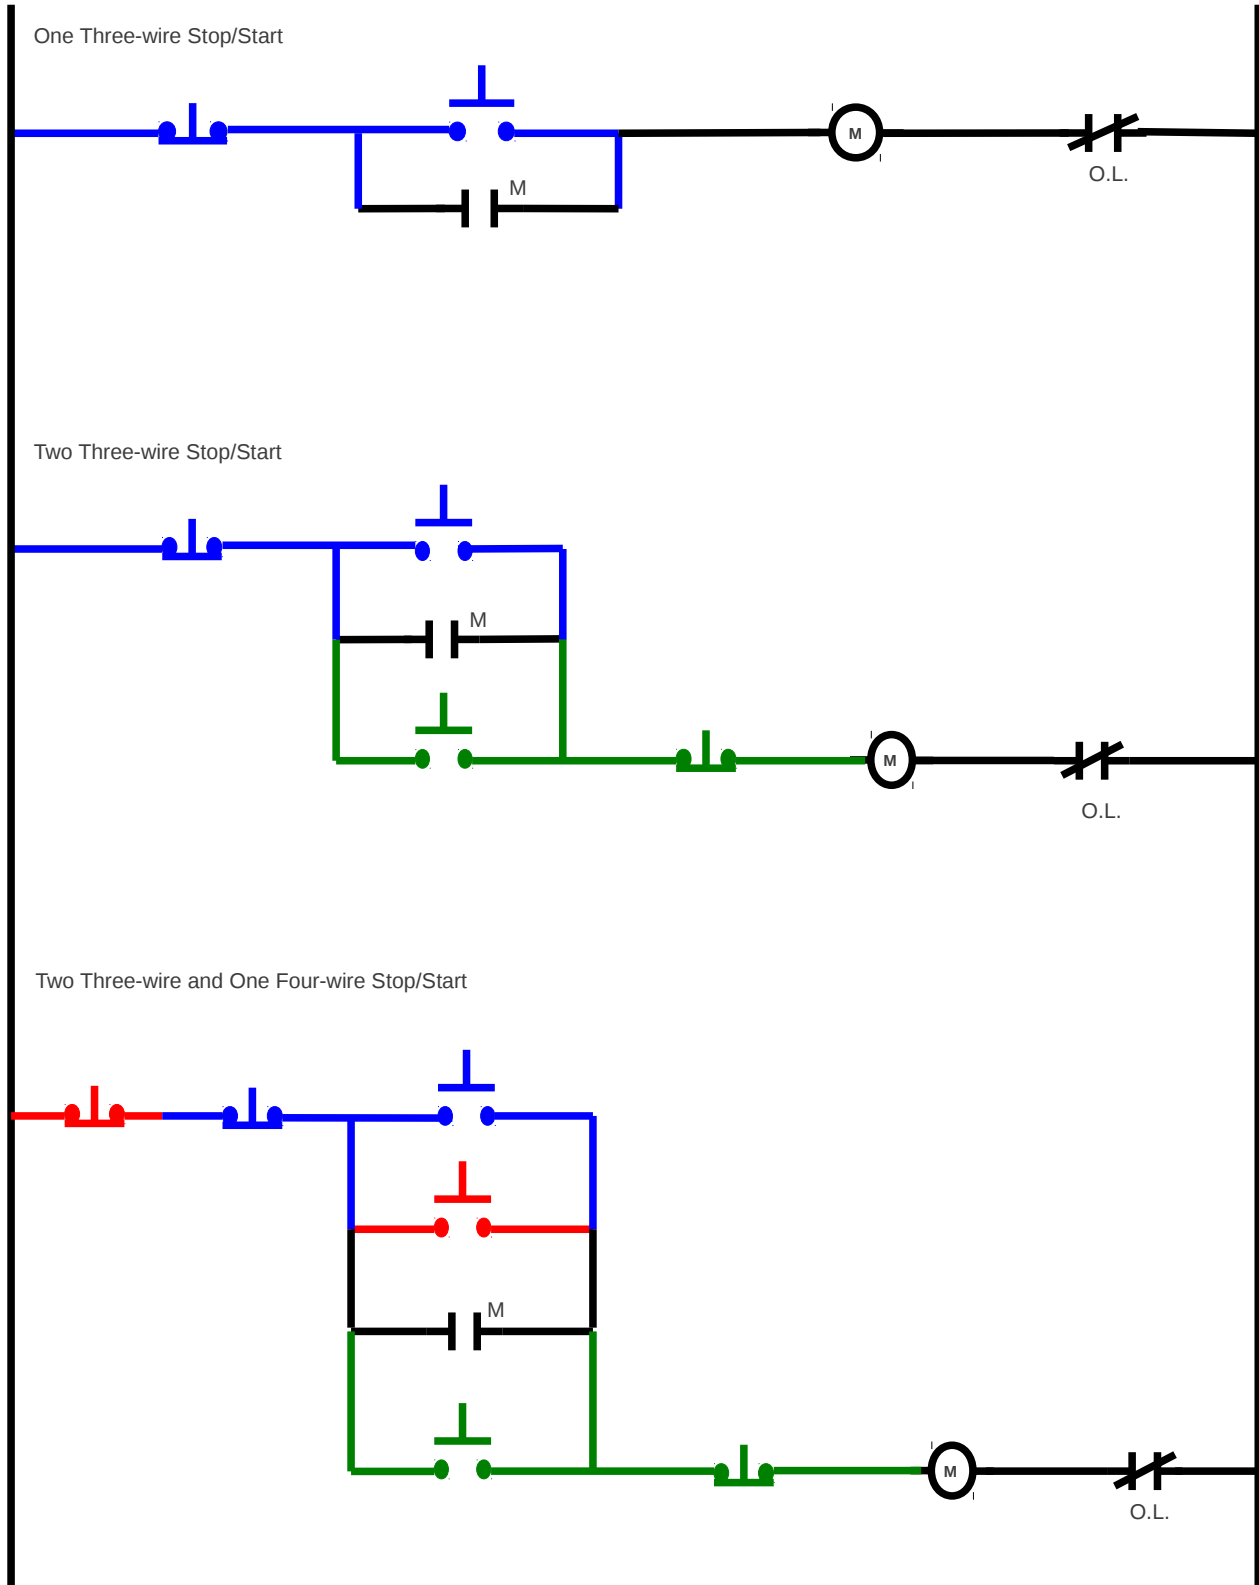 One Three-wire Stop/Start
M
M
O.L.
Two Three-wire Stop/Start
M
M
O.L.
Two Three-wire and One Four-wire Stop/Start
M
M
O.L.